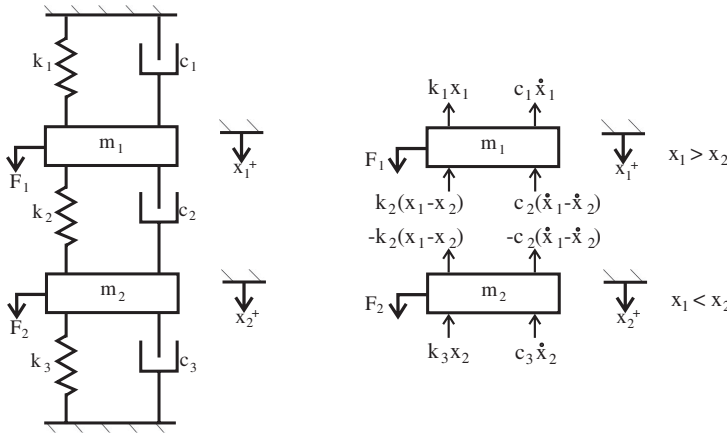 k₁
c₁
m₁
F₁
x₁⁺
k₂
c₂
m₂
F₂
x₂⁺
k₃
c₃
k₁x₁
c₁ẋ₁
m₁
F₁
x₁⁺
x₁ > x₂
k₂(x₁-x₂)
c₂(ẋ₁-ẋ₂)
-k₂(x₁-x₂)
-c₂(ẋ₁-ẋ₂)
m₂
F₂
x₂⁺
x₁ < x₂
k₃x₂
c₃ẋ₂